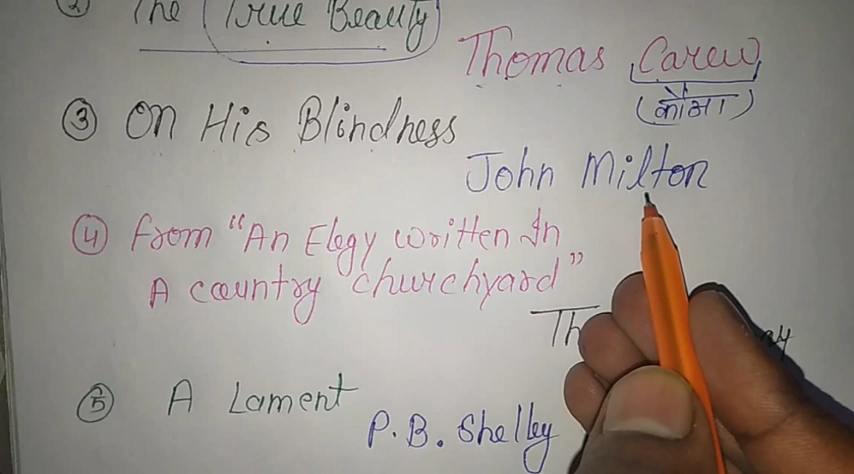 ② The True Beauty
Thomas Carew
(कोमा)
③ On His Blindness
John Milton
④ From "An Elegy written In
A country churchyard"
⑤ A Lament
P. B. Shelley